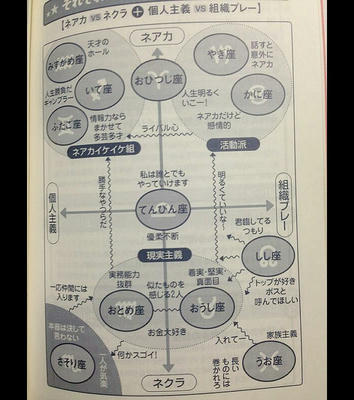 【ネアカ VS ネクラ ＋ 個人主義 VS 組織プレー】
ネアカ
みずがめ座
天才の
ホール
やぎ座
話すと
意外に
ネアカ
いて座
おひつじ座
かに座
人生勝負だ
ギャンブラー
人生明るく
いこー!
ふたご座
情報力なら
まかせて
多芸多才
ネアカだけど
感情的
ライバル心
ネアカイケイケ組
活動派
勝手なやつらだ
私は誰とでも
やっていけます
明るくていいな!
個人主義
てんびん座
組織プレー
優柔不断
君臨してる
つもり
現実主義
しし座
実務能力
抜群
似たものを
感じる2人
着実・堅実・
真面目
トップが好き
ボスと
呼んでほしい
一応仲間には
入ります
おとめ座
おうし座
お金大好き
本音は決して
言わない
入れて
家族主義
さそり座
何かスゴイ!
長い
ものには
巻かれろ
うお座
一人が気楽
ネクラ